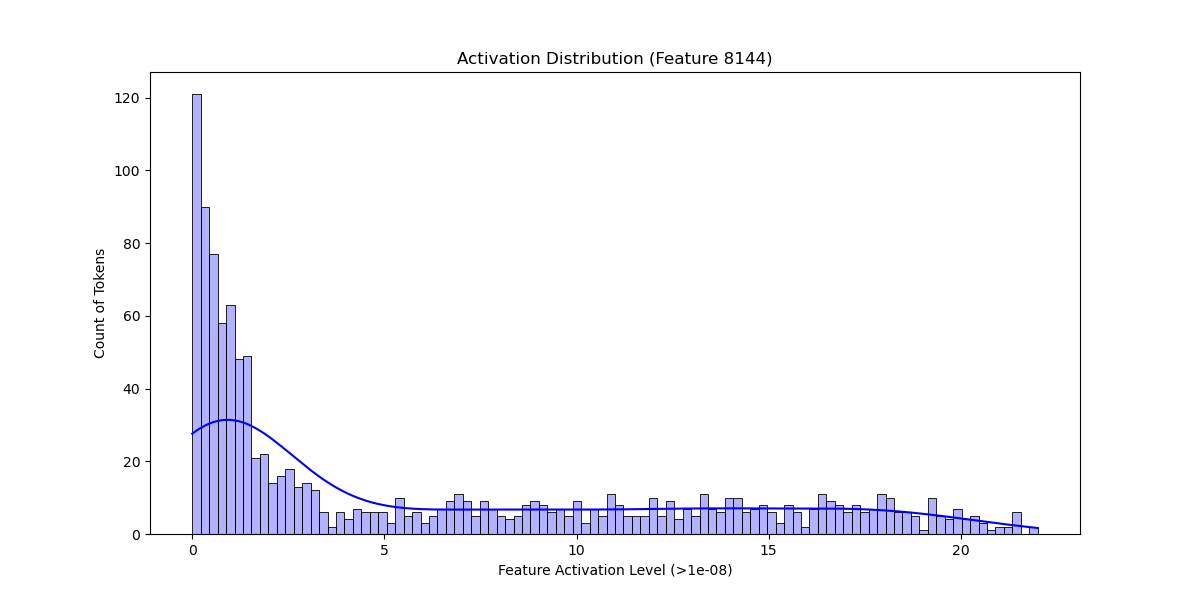 Activation Distribution (Feature 8144)
120
100
80
60
40
20
0
Count of Tokens
0 5 10 15 20
Feature Activation Level (>1e-08)